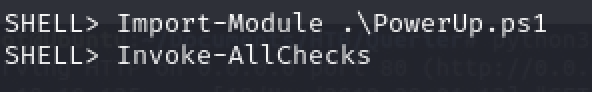 SHELL> Import-Module .\PowerUp.ps1
SHELL> Invoke-AllChecks